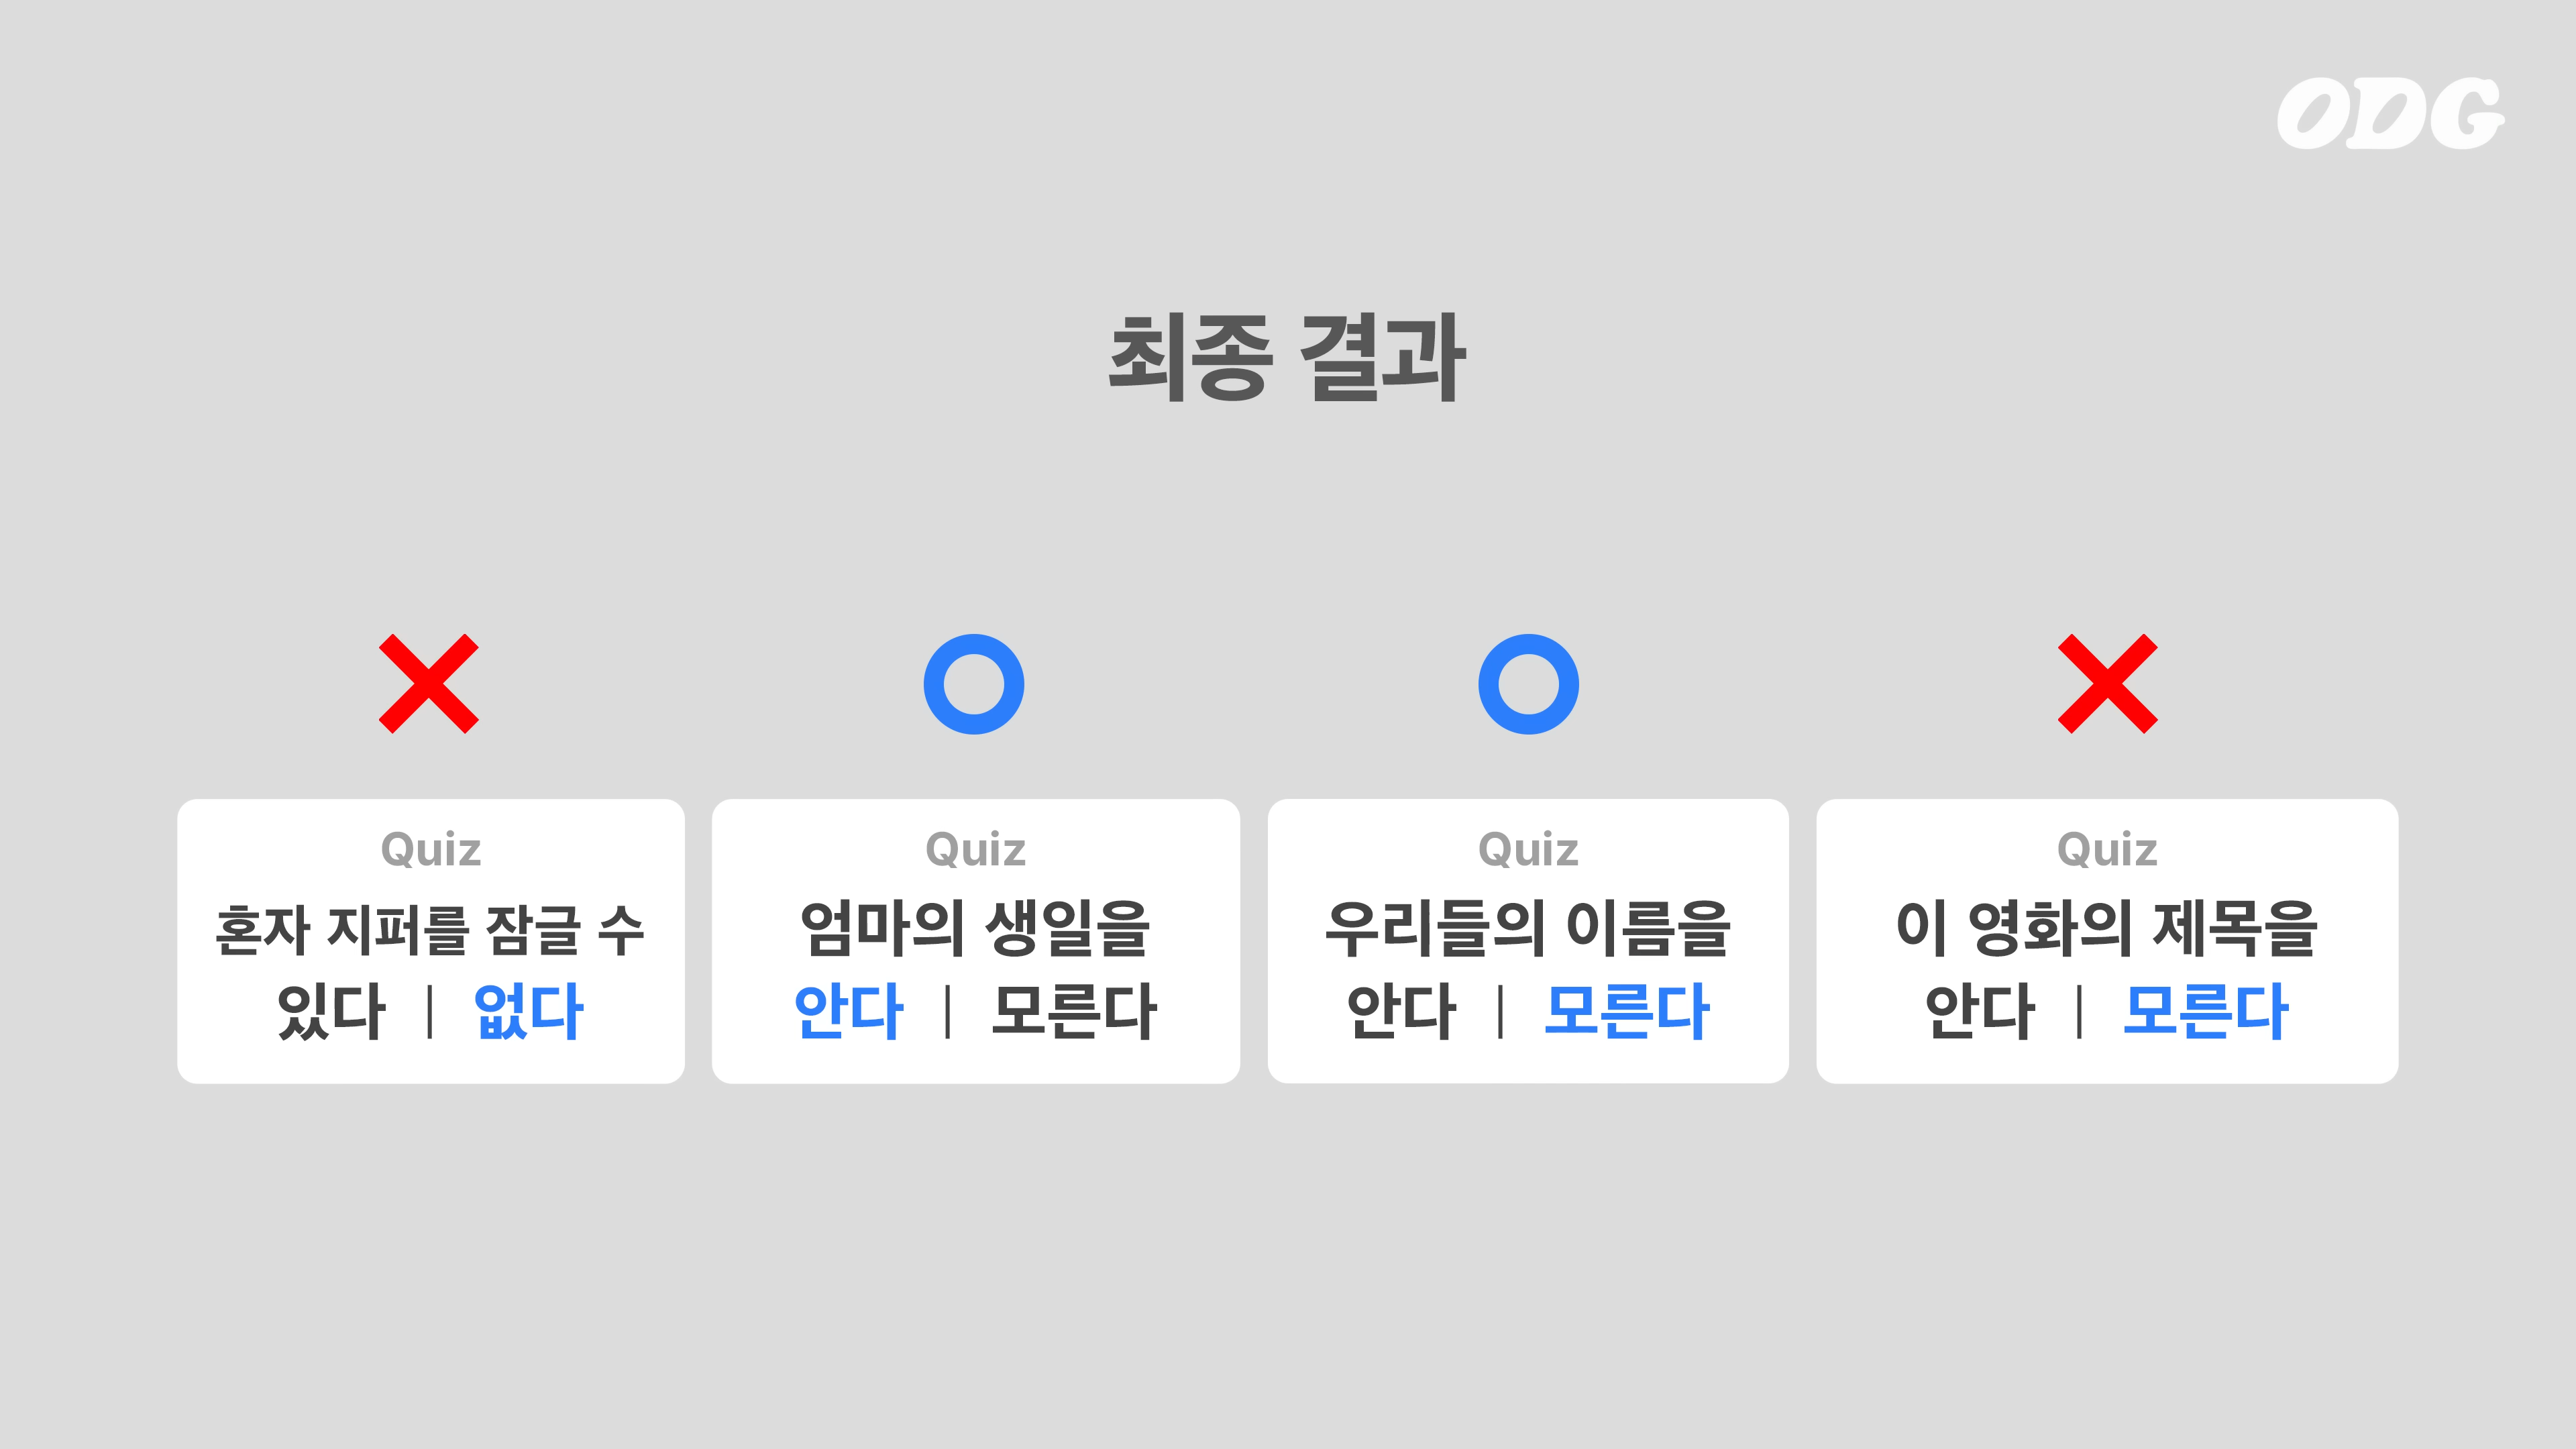 ODG
최종 결과
Quiz
혼자 지퍼를 잠글 수
있다 | 없다
Quiz
엄마의 생일을
안다 | 모른다
Quiz
우리들의 이름을
안다 | 모른다
Quiz
이 영화의 제목을
안다 | 모른다